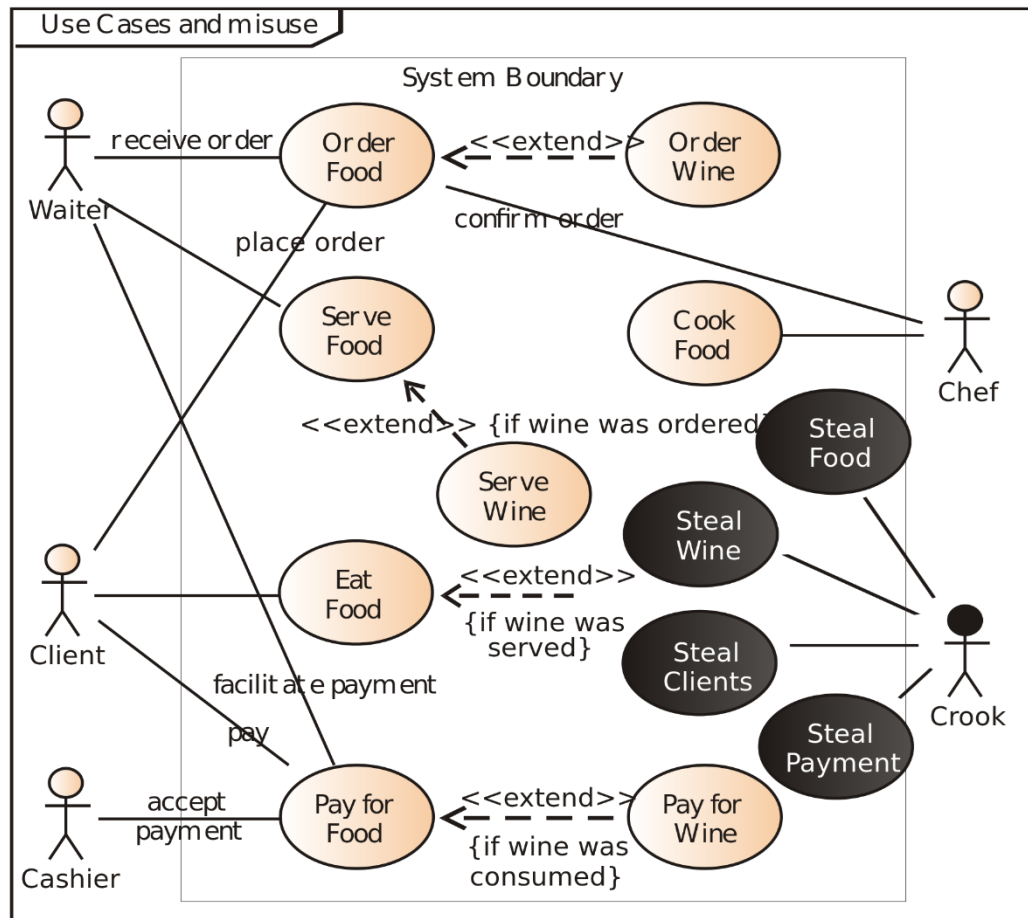 Use Cases and misuse
System Boundary
receive order
Order
Food
<<extend>>
Order
Wine
Waiter
confirm order
place order
Serve
Food
Cook
Food
Chef
<<extend>> {if wine was ordered}
Steal
Food
Serve
Wine
Steal
Wine
Eat
Food
<<extend>>
{if wine was
served}
Client
Steal
Clients
facilitate payment
Crook
pay
Steal
Payment
accept
payment
Pay for
Food
<<extend>>
Pay for
Wine
{if wine was
consumed}
Cashier